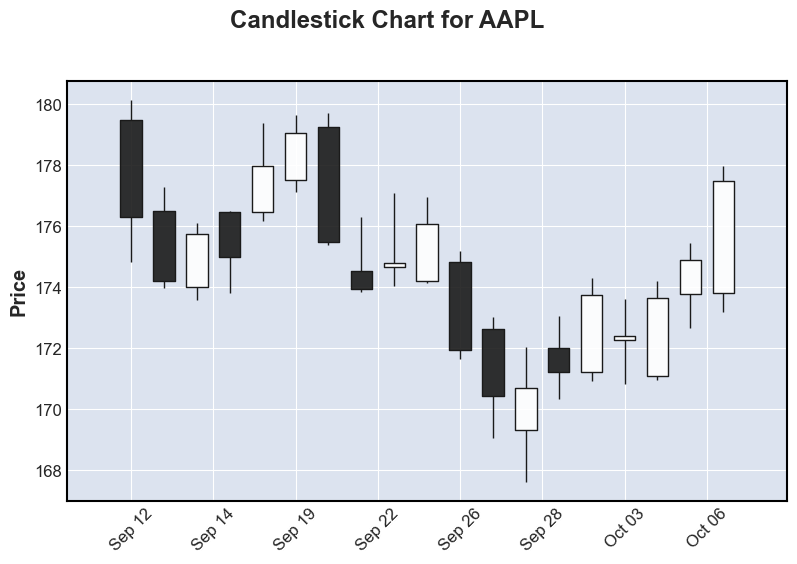 Candlestick Chart for AAPL
Price
180
178
176
174
172
170
168
Sep 12
Sep 14
Sep 19
Sep 22
Sep 26
Sep 28
Oct 03
Oct 06